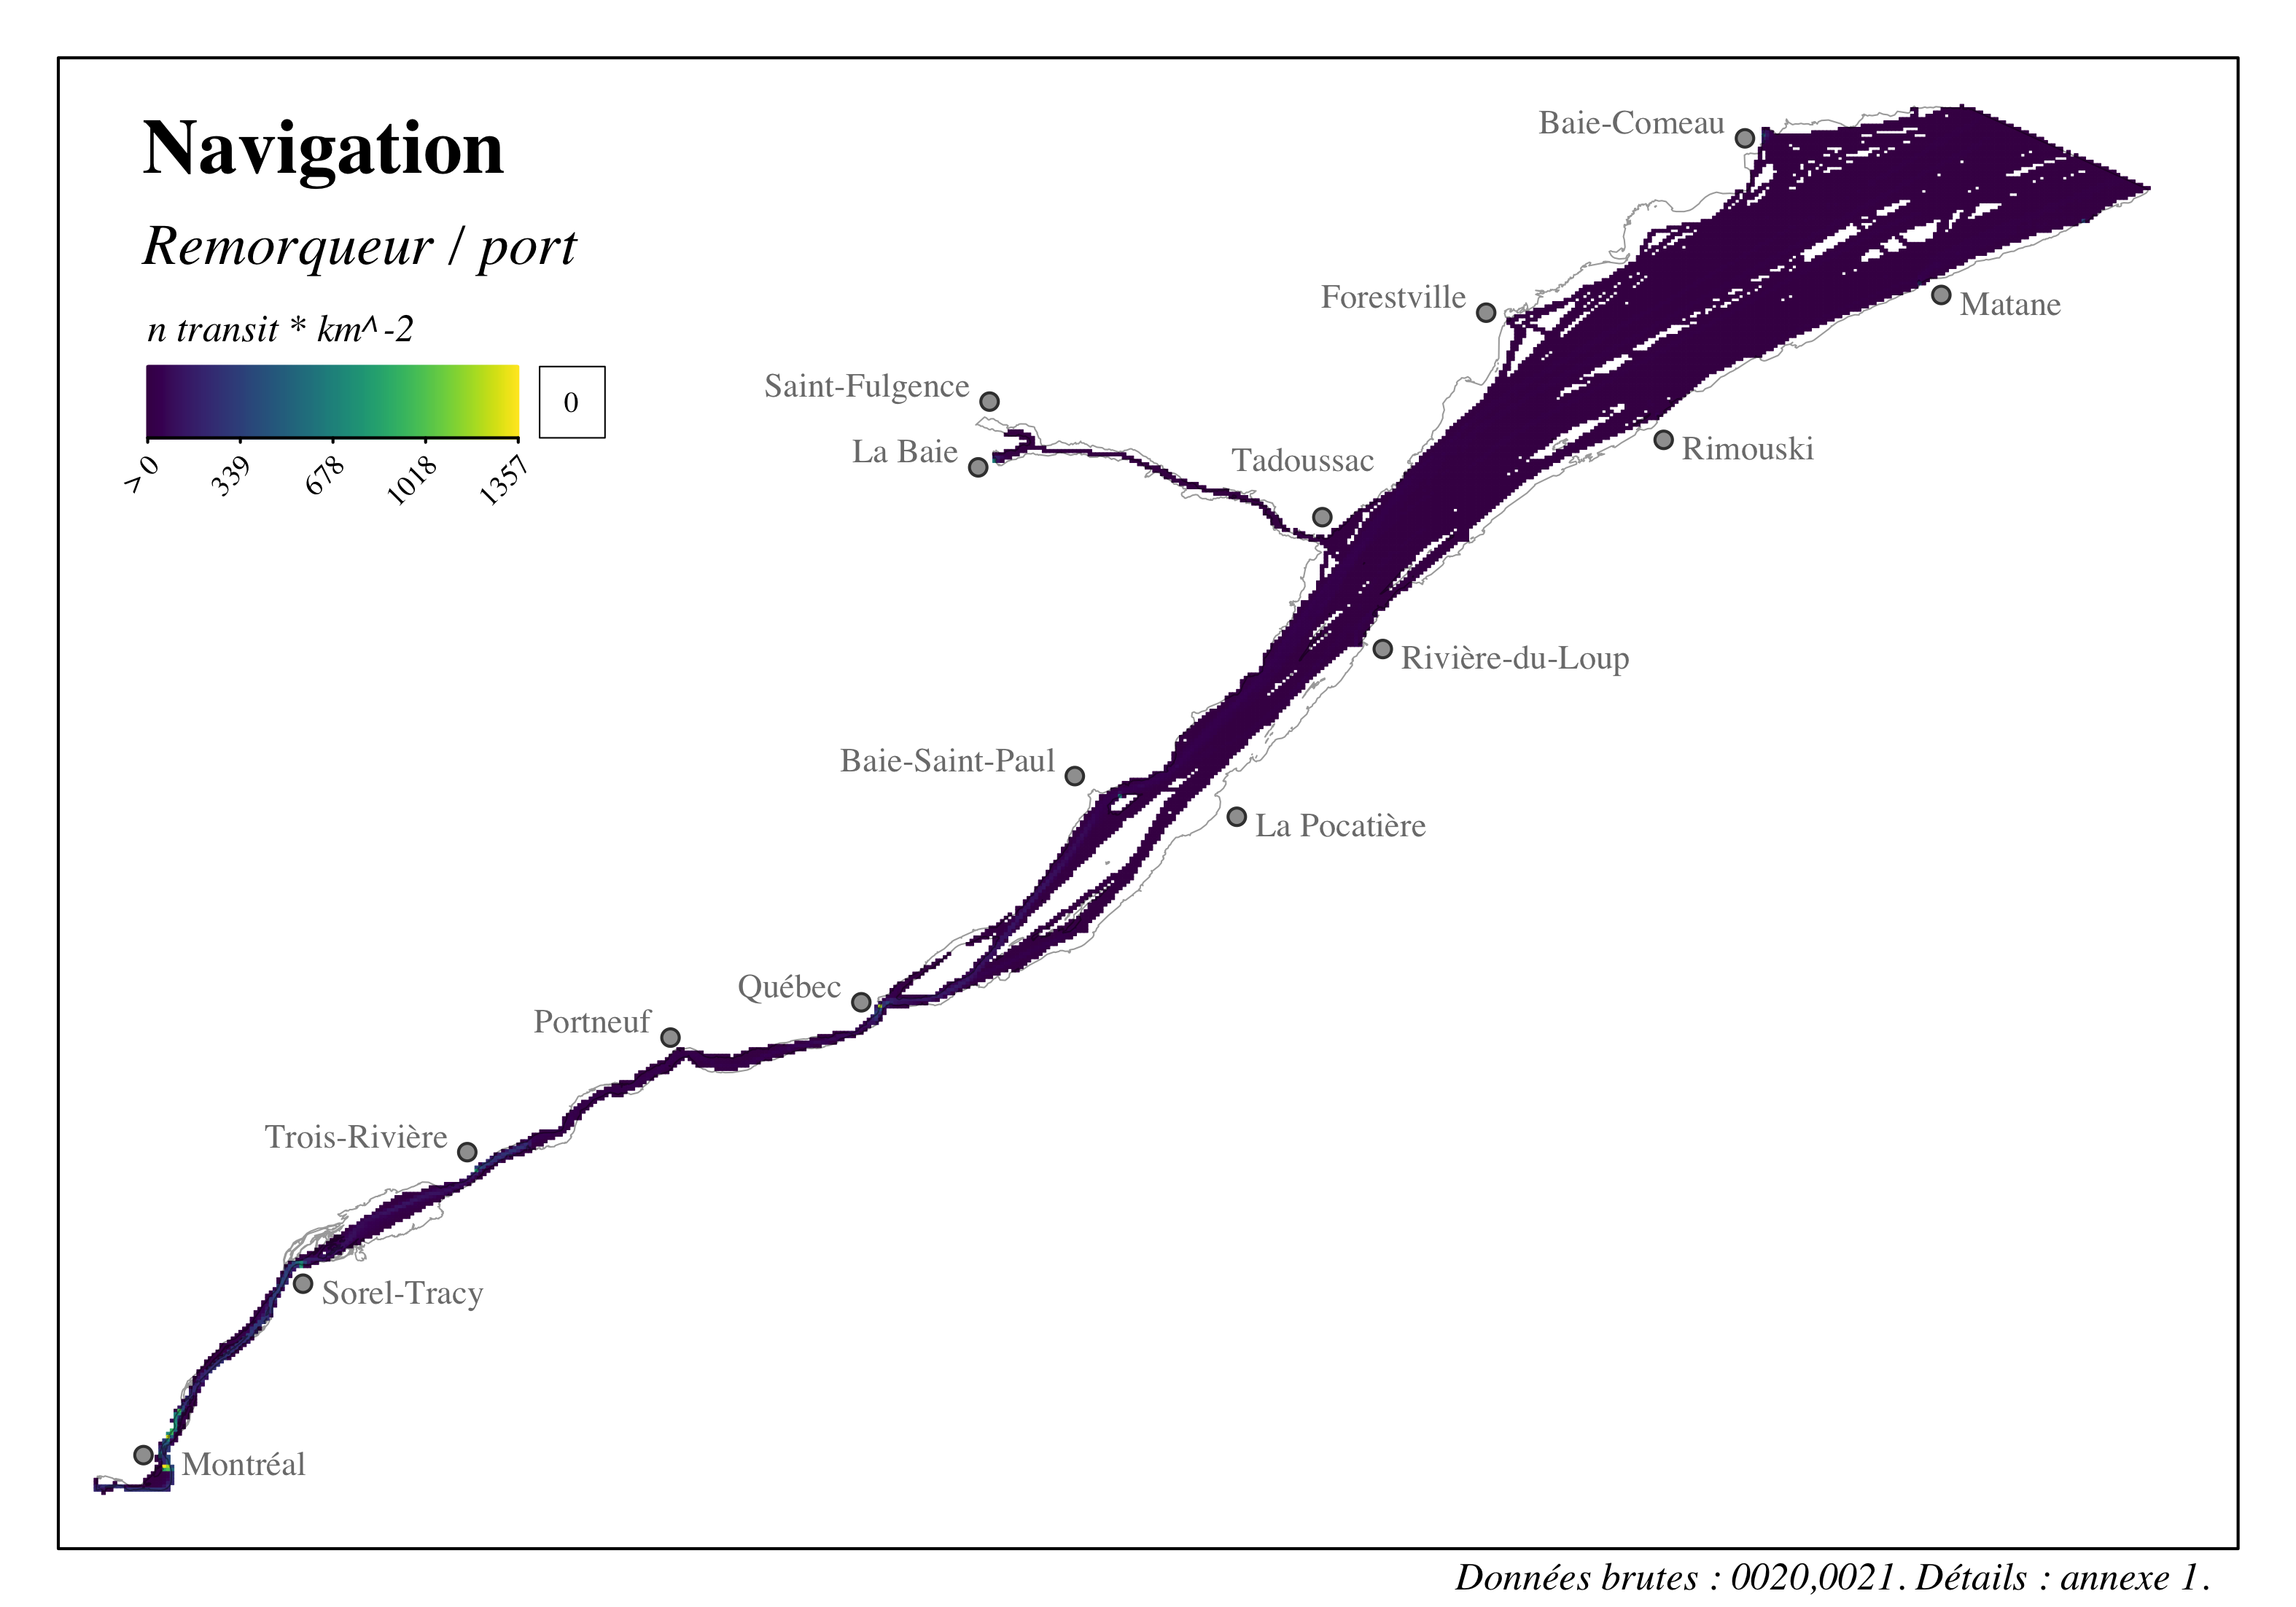 Navigation
Remorqueur / port
n transit * km^-2
> 0
339
678
1018
1357
0
Baie-Comeau
Forestville
Matane
Saint-Fulgence
La Baie
Tadoussac
Rimouski
Rivière-du-Loup
Baie-Saint-Paul
La Pocatière
Québec
Portneuf
Trois-Rivière
Sorel-Tracy
Montréal
Données brutes : 0020,0021. Détails : annexe 1.